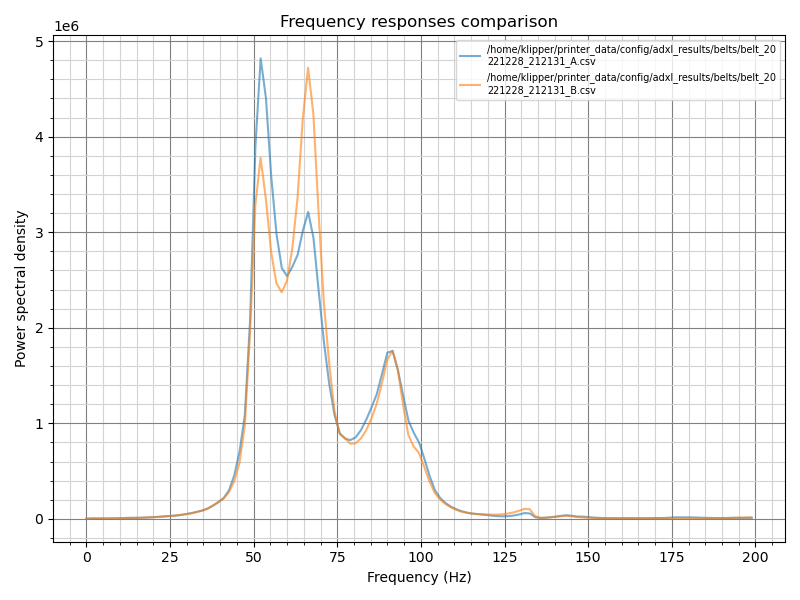 Frequency responses comparison
1e6
/home/klipper/printer_data/config/adxl_results/belts/belt_20
221228_212131_A.csv
/home/klipper/printer_data/config/adxl_results/belts/belt_20
221228_212131_B.csv
5
4
3
2
1
0
Power spectral density
0 25 50 75 100 125 150 175 200
Frequency (Hz)